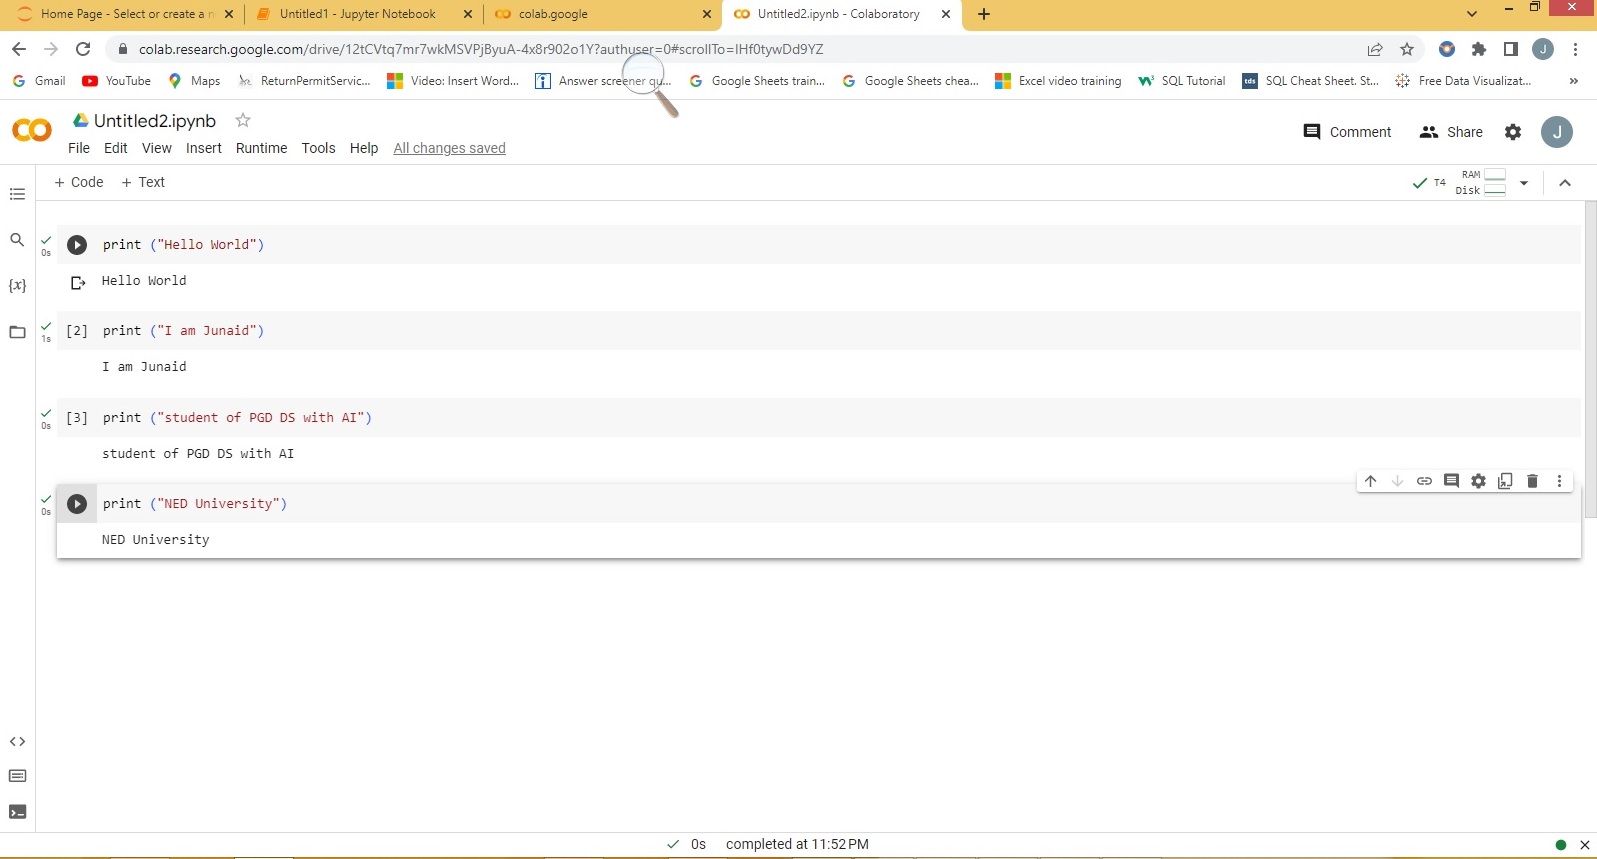 Home Page - Select or create a n
Untitled1 - Jupyter Notebook
colab.google
Untitled2.ipynb - Colaboratory
colab.research.google.com/drive/12tCVtq7mr7wkMSVPjByuA-4x8r902o1Y?authuser=0#scrollTo=IHf0tywDd9YZ
J
Gmail
YouTube
Maps
ReturnPermitServic...
Video: Insert Word...
Answer screener qu...
Google Sheets train...
Google Sheets chea...
Excel video training
SQL Tutorial
tds
SQL Cheat Sheet. St...
Free Data Visualizat...
»
Untitled2.ipynb
Comment
Share
J
File Edit View Insert Runtime Tools Help All changes saved
+ Code + Text
T4
RAM
Disk
0s
print ("Hello World")
Hello World
{x}
1s
[2] print ("I am Junaid")
I am Junaid
0s
[3] print ("student of PGD DS with AI")
student of PGD DS with AI
0s
print ("NED University")
NED University
0s completed at 11:52 PM